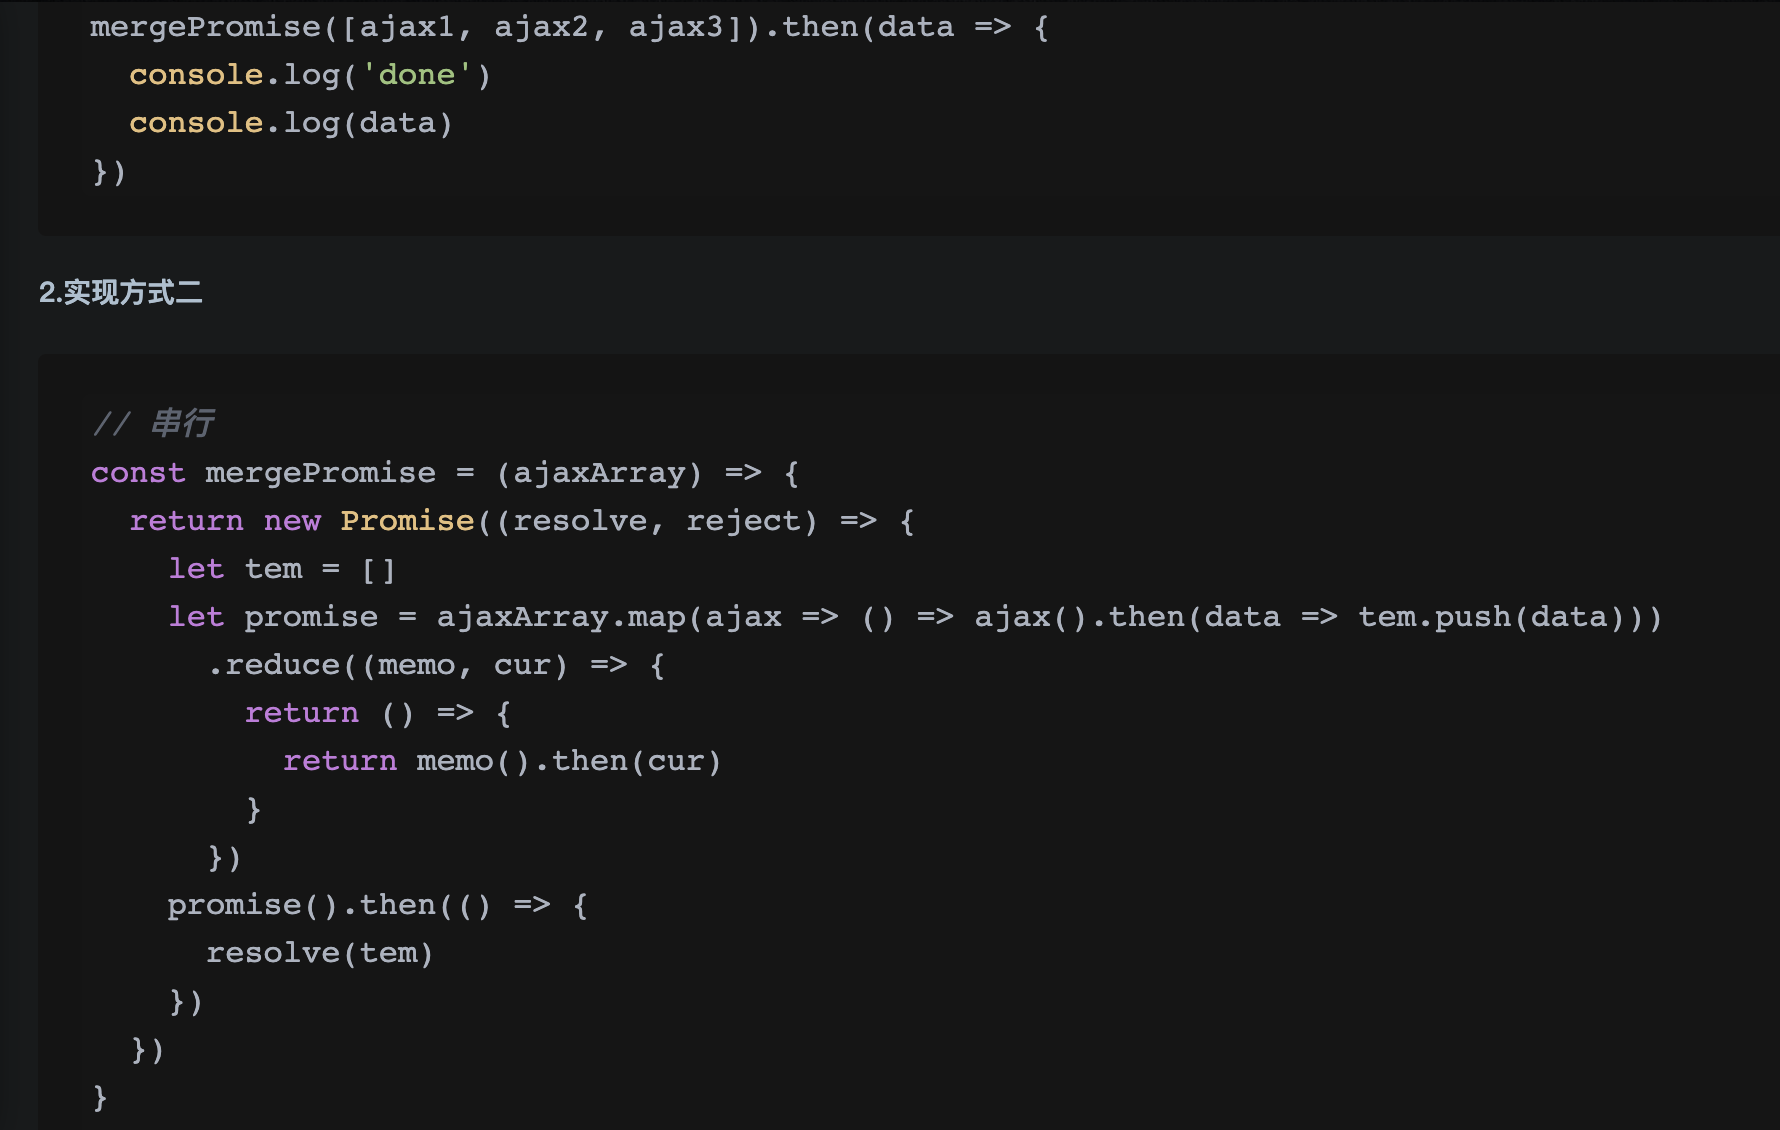 mergePromise([ajax1, ajax2, ajax3]).then(data => {
  console.log('done')
  console.log(data)
})
2.实现方式二
// 串行
const mergePromise = (ajaxArray) => {
  return new Promise((resolve, reject) => {
    let tem = []
    let promise = ajaxArray.map(ajax => () => ajax().then(data => tem.push(data)))
      .reduce((memo, cur) => {
        return () => {
          return memo().then(cur)
        }
      })
    promise().then(() => {
      resolve(tem)
    })
  })
}